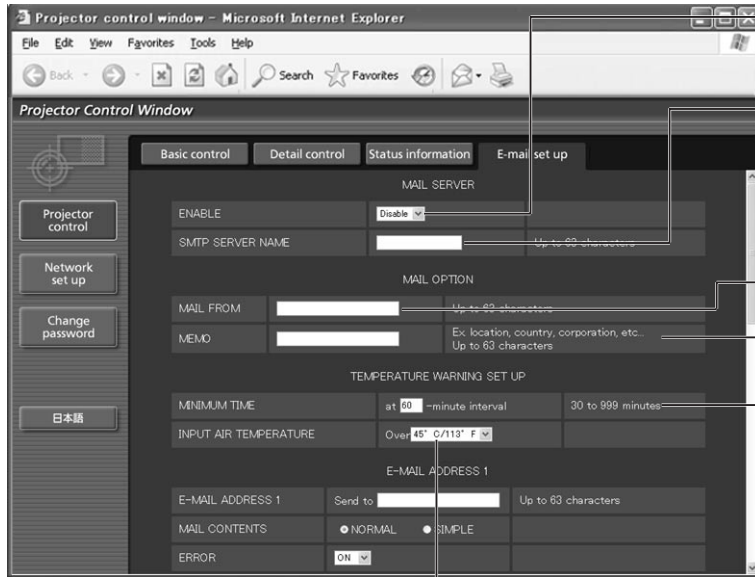 Projector control window - Microsoft Internet Explorer
File Edit View Favorites Tools Help
Back Search Favorites
Projector Control Window
Basic control Detail control Status information E-mail set up
MAIL SERVER
Projector control
ENABLE Disable
SMTP SERVER NAME Up to 63 characters
Network set up
MAIL OPTION
MAIL FROM Up to 63 characters
Change password
MEMO Ex. location, country, corporation, etc...
Up to 63 characters
TEMPERATURE WARNING SET UP
MINIMUM TIME at 60 -minute interval 30 to 999 minutes
日本語
INPUT AIR TEMPERATURE Over 45° C/113° F
E-MAIL ADDRESS 1
E-MAIL ADDRESS 1 Send to Up to 63 characters
MAIL CONTENTS NORMAL SIMPLE
ERROR ON